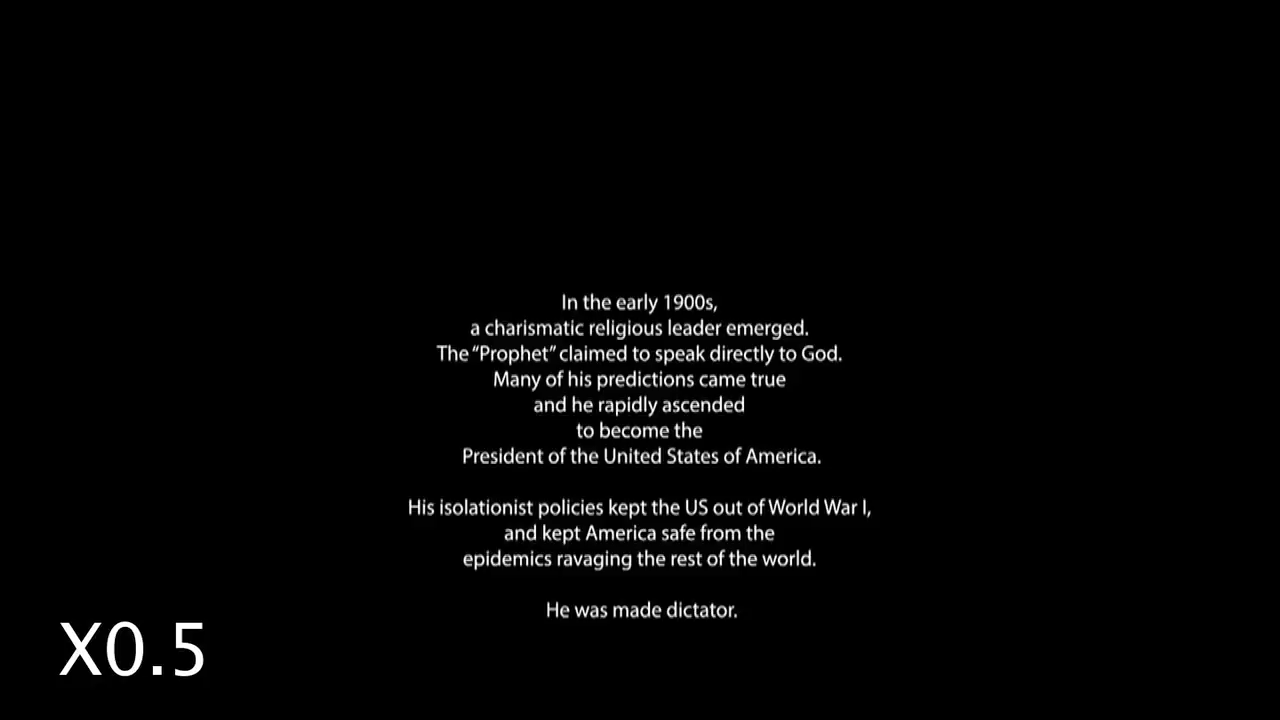 In the early 1900s,
a charismatic religious leader emerged.
The “Prophet” claimed to speak directly to God.
Many of his predictions came true
and he rapidly ascended
to become the
President of the United States of America.
His isolationist policies kept the US out of World War I,
and kept America safe from the
epidemics ravaging the rest of the world.
He was made dictator.
X0.5